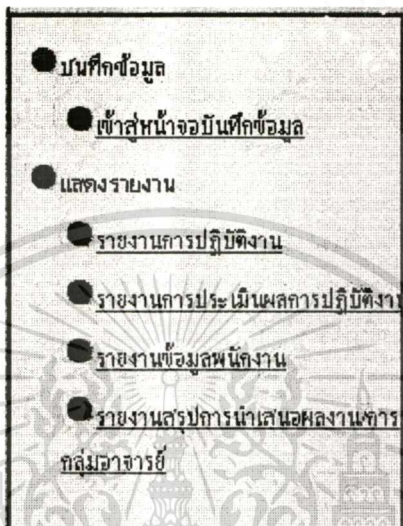 บันทึกข้อมูล
เข้าสู่หน้าจอบันทึกข้อมูล
แสดงรายงาน
รายงานการปฏิบัติงาน
รายงานการประเมินผลการปฏิบัติงาน
รายงานข้อมูลพนักงาน
รายงานสรุปการนำเสนอผลงาน/การ
กลุ่มอาจารย์